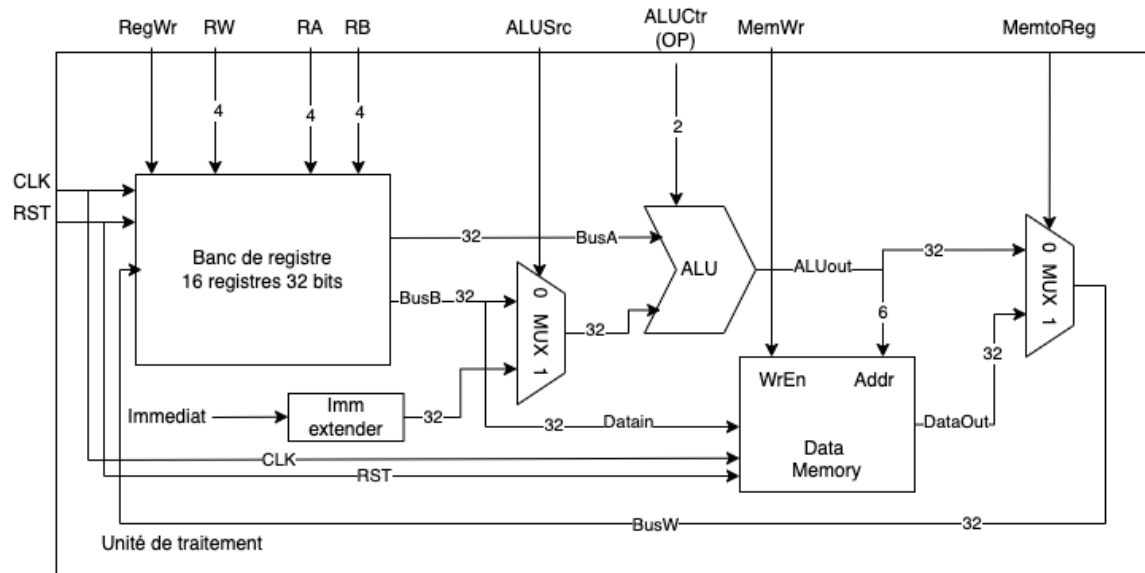 RegWr
RW
RA
RB
ALUSrc
ALUCtr
(OP)
MemWr
MemtoReg
4
4
4
2
CLK
RST
Banc de registre
16 registres 32 bits
32
BusA
BusB
32
0 MUX 1
32
ALU
ALUout
32
6
0 MUX 1
32
WrEn
Addr
Immediat
Imm
extender
32
32
Datain
DataOut
Data
Memory
CLK
RST
BusW
32
Unité de traitement